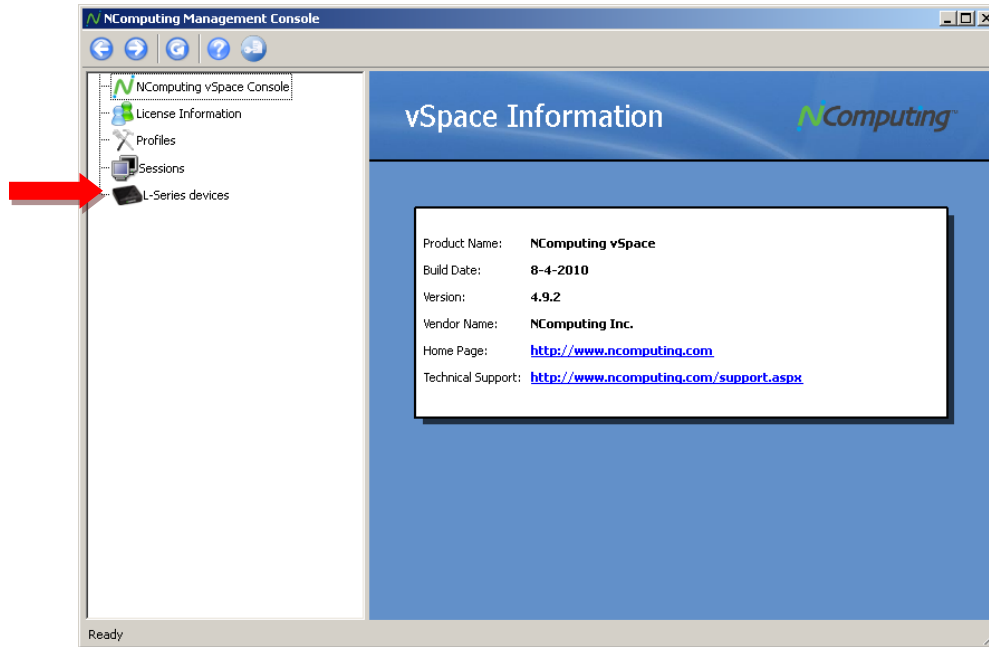 NComputing Management Console
NComputing vSpace Console
License Information
Profiles
Sessions
L-Series devices
vSpace Information
NComputing™
Product Name: NComputing vSpace
Build Date: 8-4-2010
Version: 4.9.2
Vendor Name: NComputing Inc.
Home Page: http://www.ncomputing.com
Technical Support: http://www.ncomputing.com/support.aspx
Ready